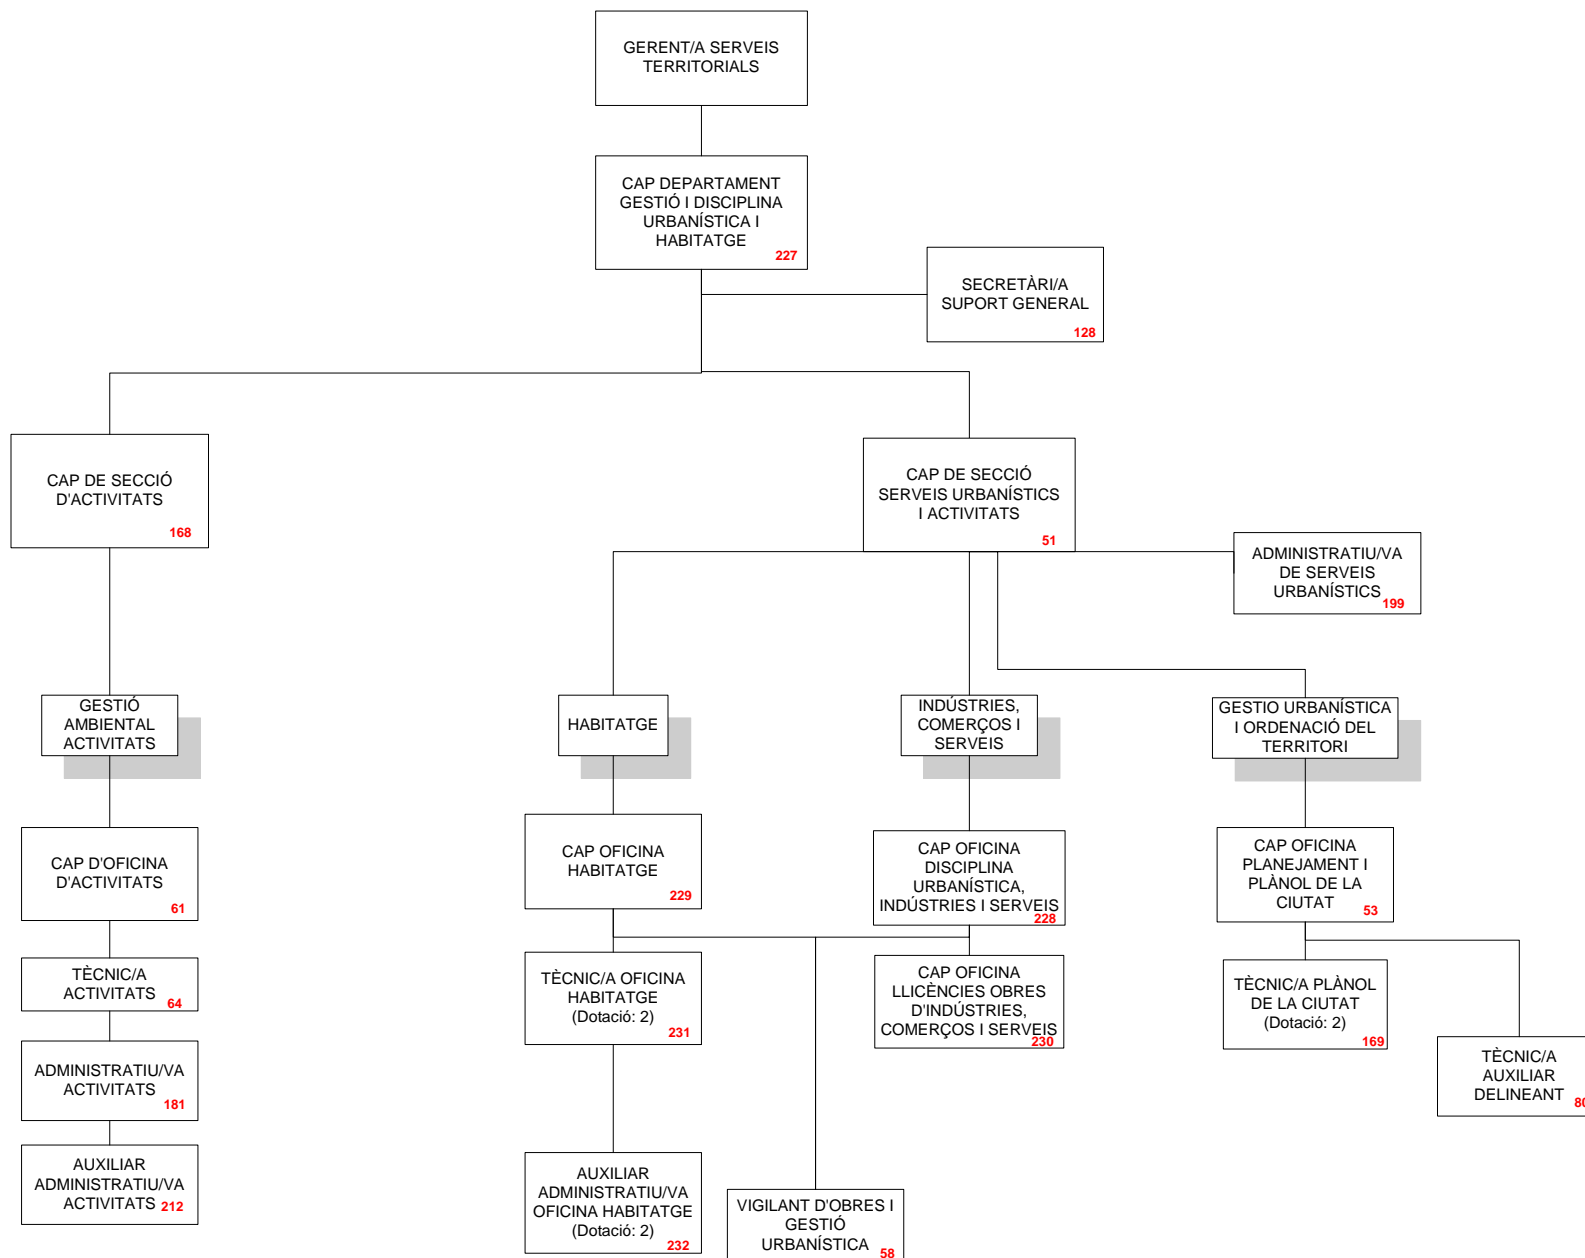 GERENT/A SERVEIS
TERRITORIALS
CAP DEPARTAMENT
GESTIÓ I DISCIPLINA
URBANÍSTICA I
HABITATGE
227
SECRETÀRI/A
SUPORT GENERAL
128
CAP DE SECCIÓ
D'ACTIVITATS
168
CAP DE SECCIÓ
SERVEIS URBANÍSTICS
I ACTIVITATS
51
ADMINISTRATIU/VA
DE SERVEIS
URBANÍSTICS
199
GESTIÓ
AMBIENTAL
ACTIVITATS
HABITATGE
INDÚSTRIES,
COMERÇOS I
SERVEIS
GESTIO URBANÍSTICA
I ORDENACIÓ DEL
TERRITORI
CAP D'OFICINA
D'ACTIVITATS
61
CAP OFICINA
HABITATGE
229
CAP OFICINA
DISCIPLINA
URBANÍSTICA,
INDÚSTRIES I SERVEIS
228
CAP OFICINA
PLANEJAMENT I
PLÀNOL DE LA
CIUTAT
53
TÈCNIC/A
ACTIVITATS
64
TÈCNIC/A OFICINA
HABITATGE
(Dotació: 2)
231
CAP OFICINA
LLICÈNCIES OBRES
D'INDÚSTRIES,
COMERÇOS I SERVEIS
230
TÈCNIC/A PLÀNOL
DE LA CIUTAT
(Dotació: 2)
169
TÈCNIC/A
AUXILIAR
DELINEANT
80
ADMINISTRATIU/VA
ACTIVITATS
181
AUXILIAR
ADMINISTRATIU/VA
ACTIVITATS 212
AUXILIAR
ADMINISTRATIU/VA
OFICINA HABITATGE
(Dotació: 2)
232
VIGILANT D'OBRES I
GESTIÓ
URBANÍSTICA
58